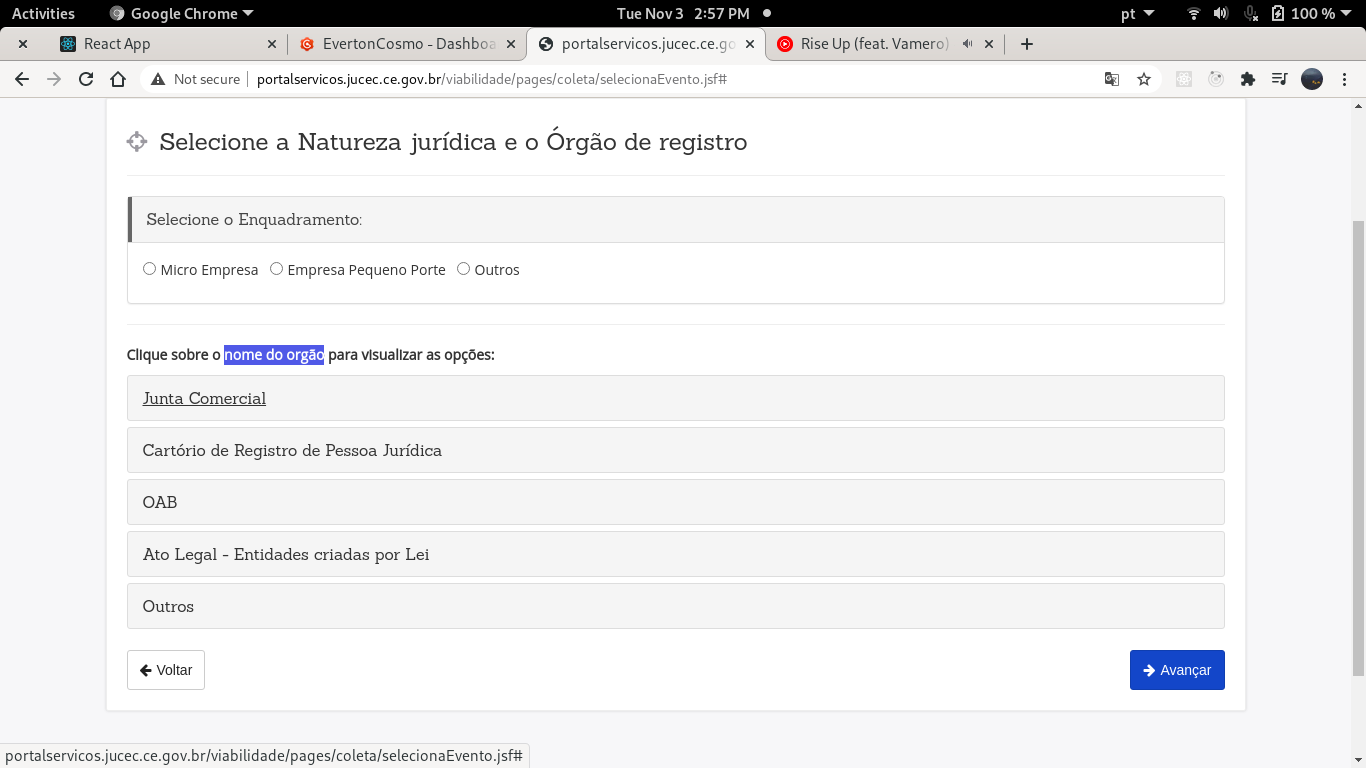 Activities Google Chrome Tue Nov 3 2:57 PM pt 100 %
React App EvertonCosmo - Dashboa portalservicos.jucec.ce.go Rise Up (feat. Vamero)
Not secure portalservicos.jucec.ce.gov.br/viabilidade/pages/coleta/selecionaEvento.jsf#
Selecione a Natureza jurídica e o Órgão de registro
Selecione o Enquadramento:
Micro Empresa Empresa Pequeno Porte Outros
Clique sobre o nome do orgão para visualizar as opções:
Junta Comercial
Cartório de Registro de Pessoa Jurídica
OAB
Ato Legal - Entidades criadas por Lei
Outros
Voltar Avançar
portalservicos.jucec.ce.gov.br/viabilidade/pages/coleta/selecionaEvento.jsf#